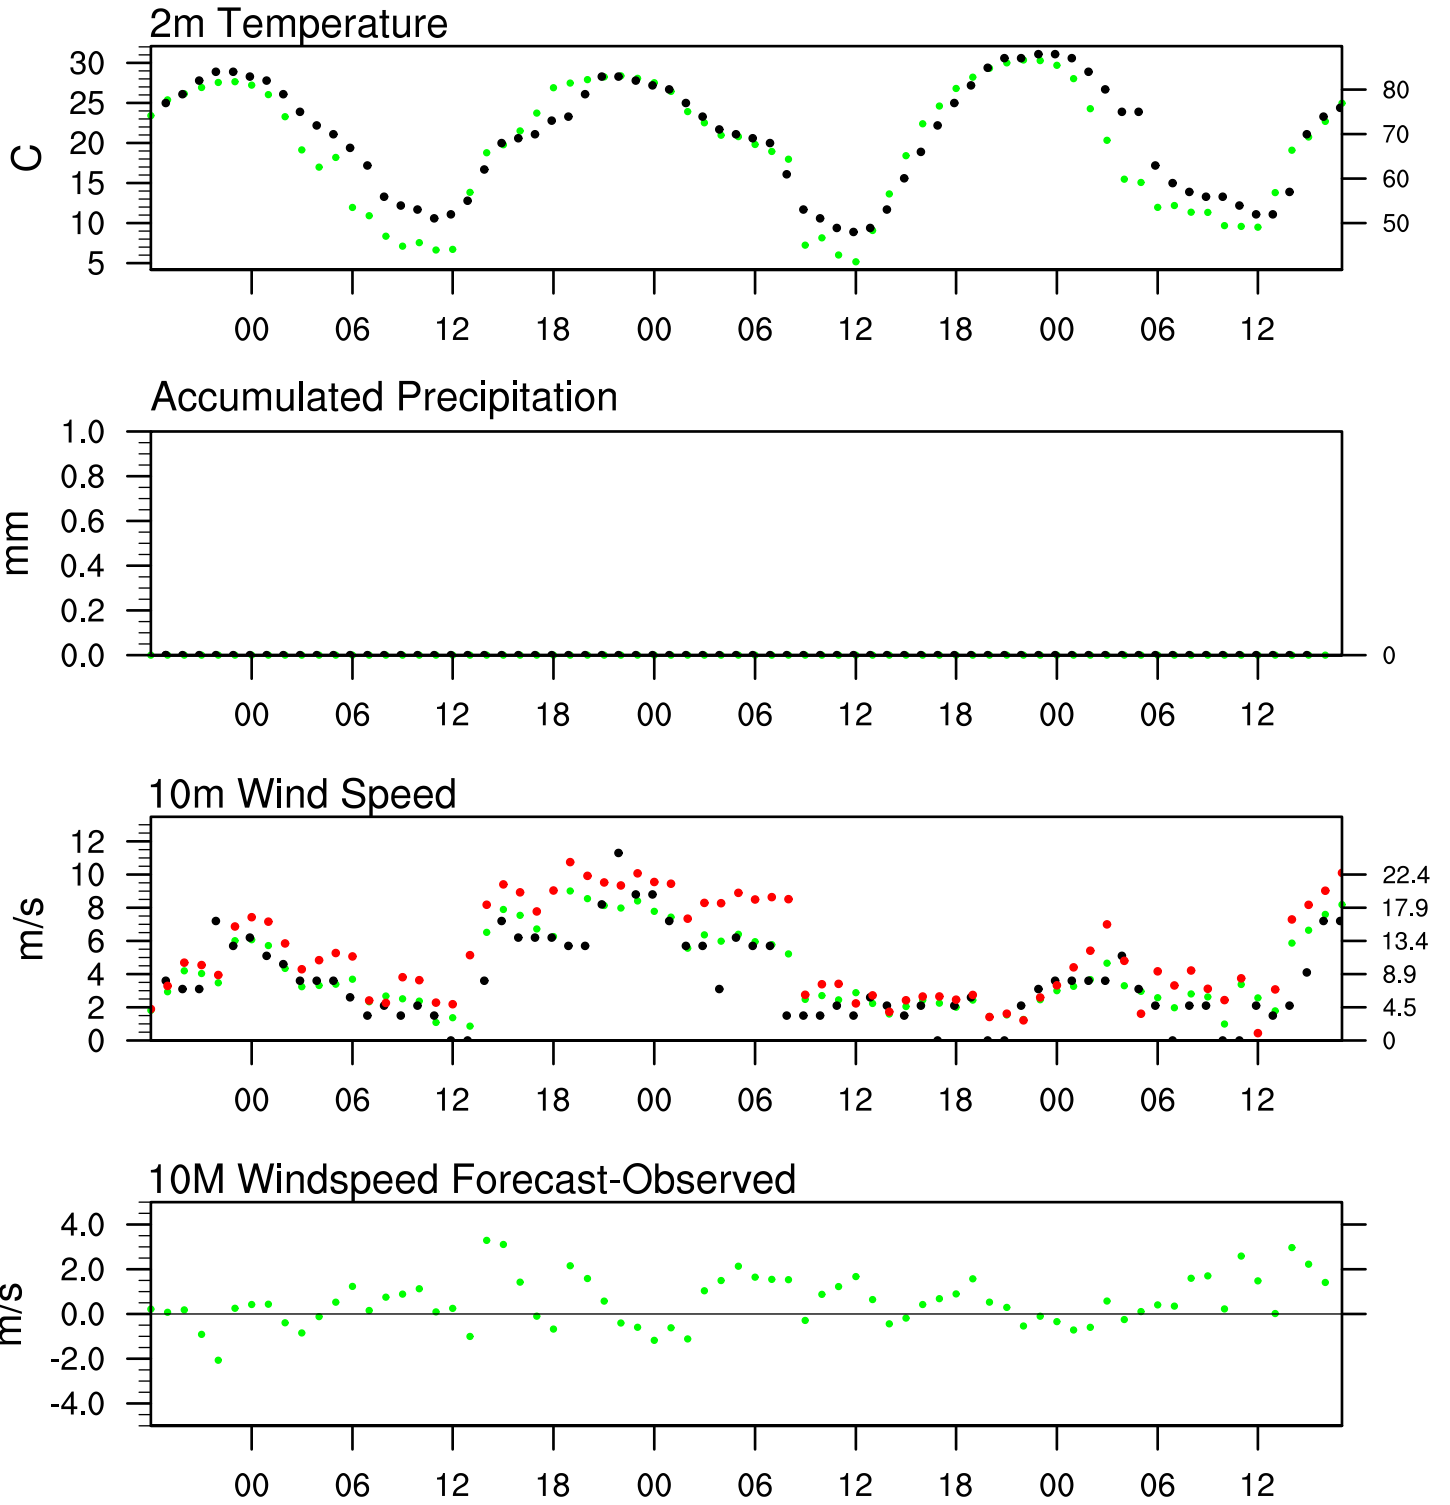 2m Temperature
30
25
20
15
10
5
C
80
70
60
50
00 06 12 18 00 06 12 18 00 06 12
Accumulated Precipitation
1.0
0.8
0.6
0.4
0.2
0.0
mm
0
00 06 12 18 00 06 12 18 00 06 12
10m Wind Speed
12
10
8
6
4
2
0
m/s
22.4
17.9
13.4
8.9
4.5
0
00 06 12 18 00 06 12 18 00 06 12
10M Windspeed Forecast-Observed
4.0
2.0
0.0
-2.0
-4.0
m/s
00 06 12 18 00 06 12 18 00 06 12